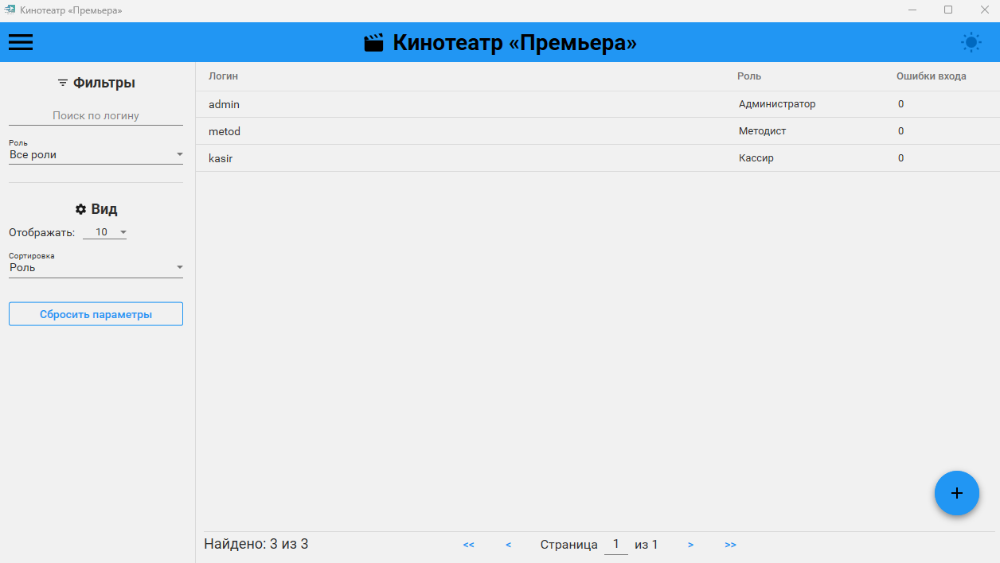 Кинотеатр «Премьера»
Кинотеатр «Премьера»
Фильтры
Поиск по логину
Роль
Все роли
Вид
Отображать: 10
Сортировка
Роль
Сбросить параметры
Логин Роль Ошибки входа
admin Администратор 0
metod Методист 0
kasir Кассир 0
+
Найдено: 3 из 3 << < Страница 1 из 1 > >>